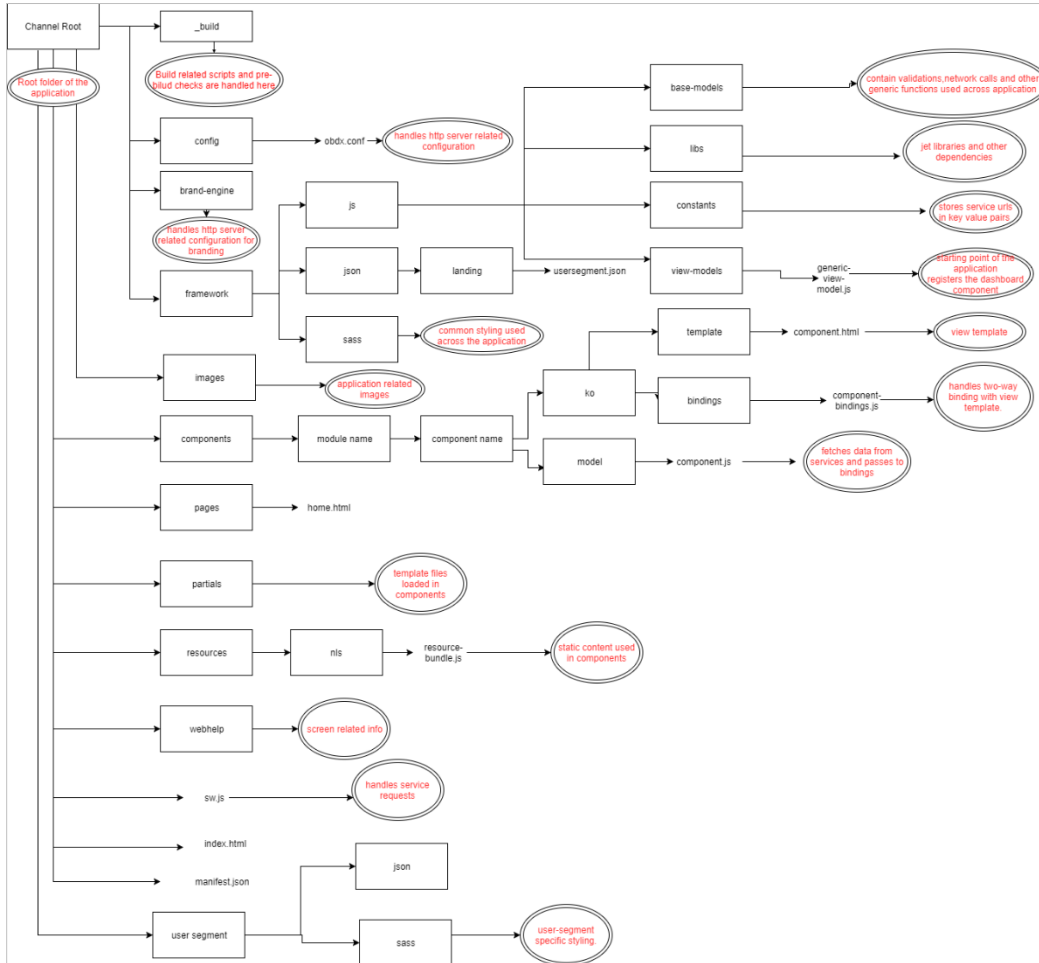 Channel Root
_build
Root folder of the
application
Build related scripts and pre-
bilud checks are handled here
base-models
contain validations,network calls and other
generic functions used across application
config
obdx.conf
handles http server related
configuration
libs
jet libraries and other
dependencies
brand-engine
js
constants
stores service urls
in key value pairs
handles http server
related configuration for
branding
framework
json
landing
usersegment.json
view-models
generic-
view-
model.js
starting point of the
application
registers the dashboard
component
sass
common styling used
across the application
template
component.html
view template
images
application related
images
ko
bindings
component-
bindings.js
handles two-way
binding with view
template.
components
module name
component name
model
component.js
fetches data from
services and passes to
bindings
pages
home.html
partials
template files
loaded in
components
resources
nls
resource-
bundle.js
static content used
in components
webhelp
screen related info
sw.js
handles service
requests
index.html
json
manifest.json
user segment
sass
user-segment
specific styling.